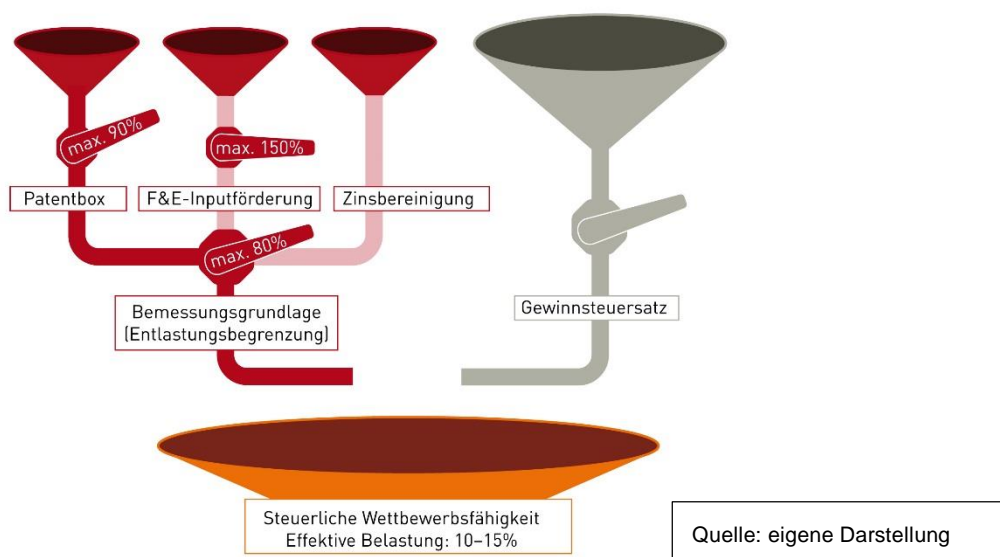 max. 90%
max. 150%
Patentbox
F&E-Inputförderung
Zinsbereinigung
max. 80%
Bemessungsgrundlage
(Entlastungsbegrenzung)
Gewinnsteuersatz
Steuerliche Wettbewerbsfähigkeit
Effektive Belastung: 10–15%
Quelle: eigene Darstellung